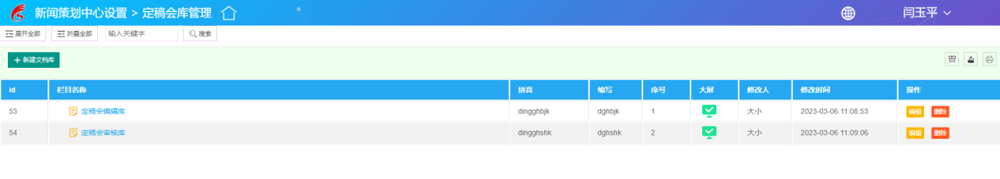 新闻策划中心设置 > 定稿会库管理 闫玉平
展开全部 折叠全部 输入关键字 搜索
+ 新建文档库
id 栏目名称 拼音 缩写 序号 大屏 修改人 修改时间 操作
53 定稿会编辑库 dingghbjk dghbjk 1 大小 2023-03-06 11:08:53 编辑 删除
54 定稿会审核库 dingghshk dghshk 2 大小 2023-03-06 11:09:06 编辑 删除